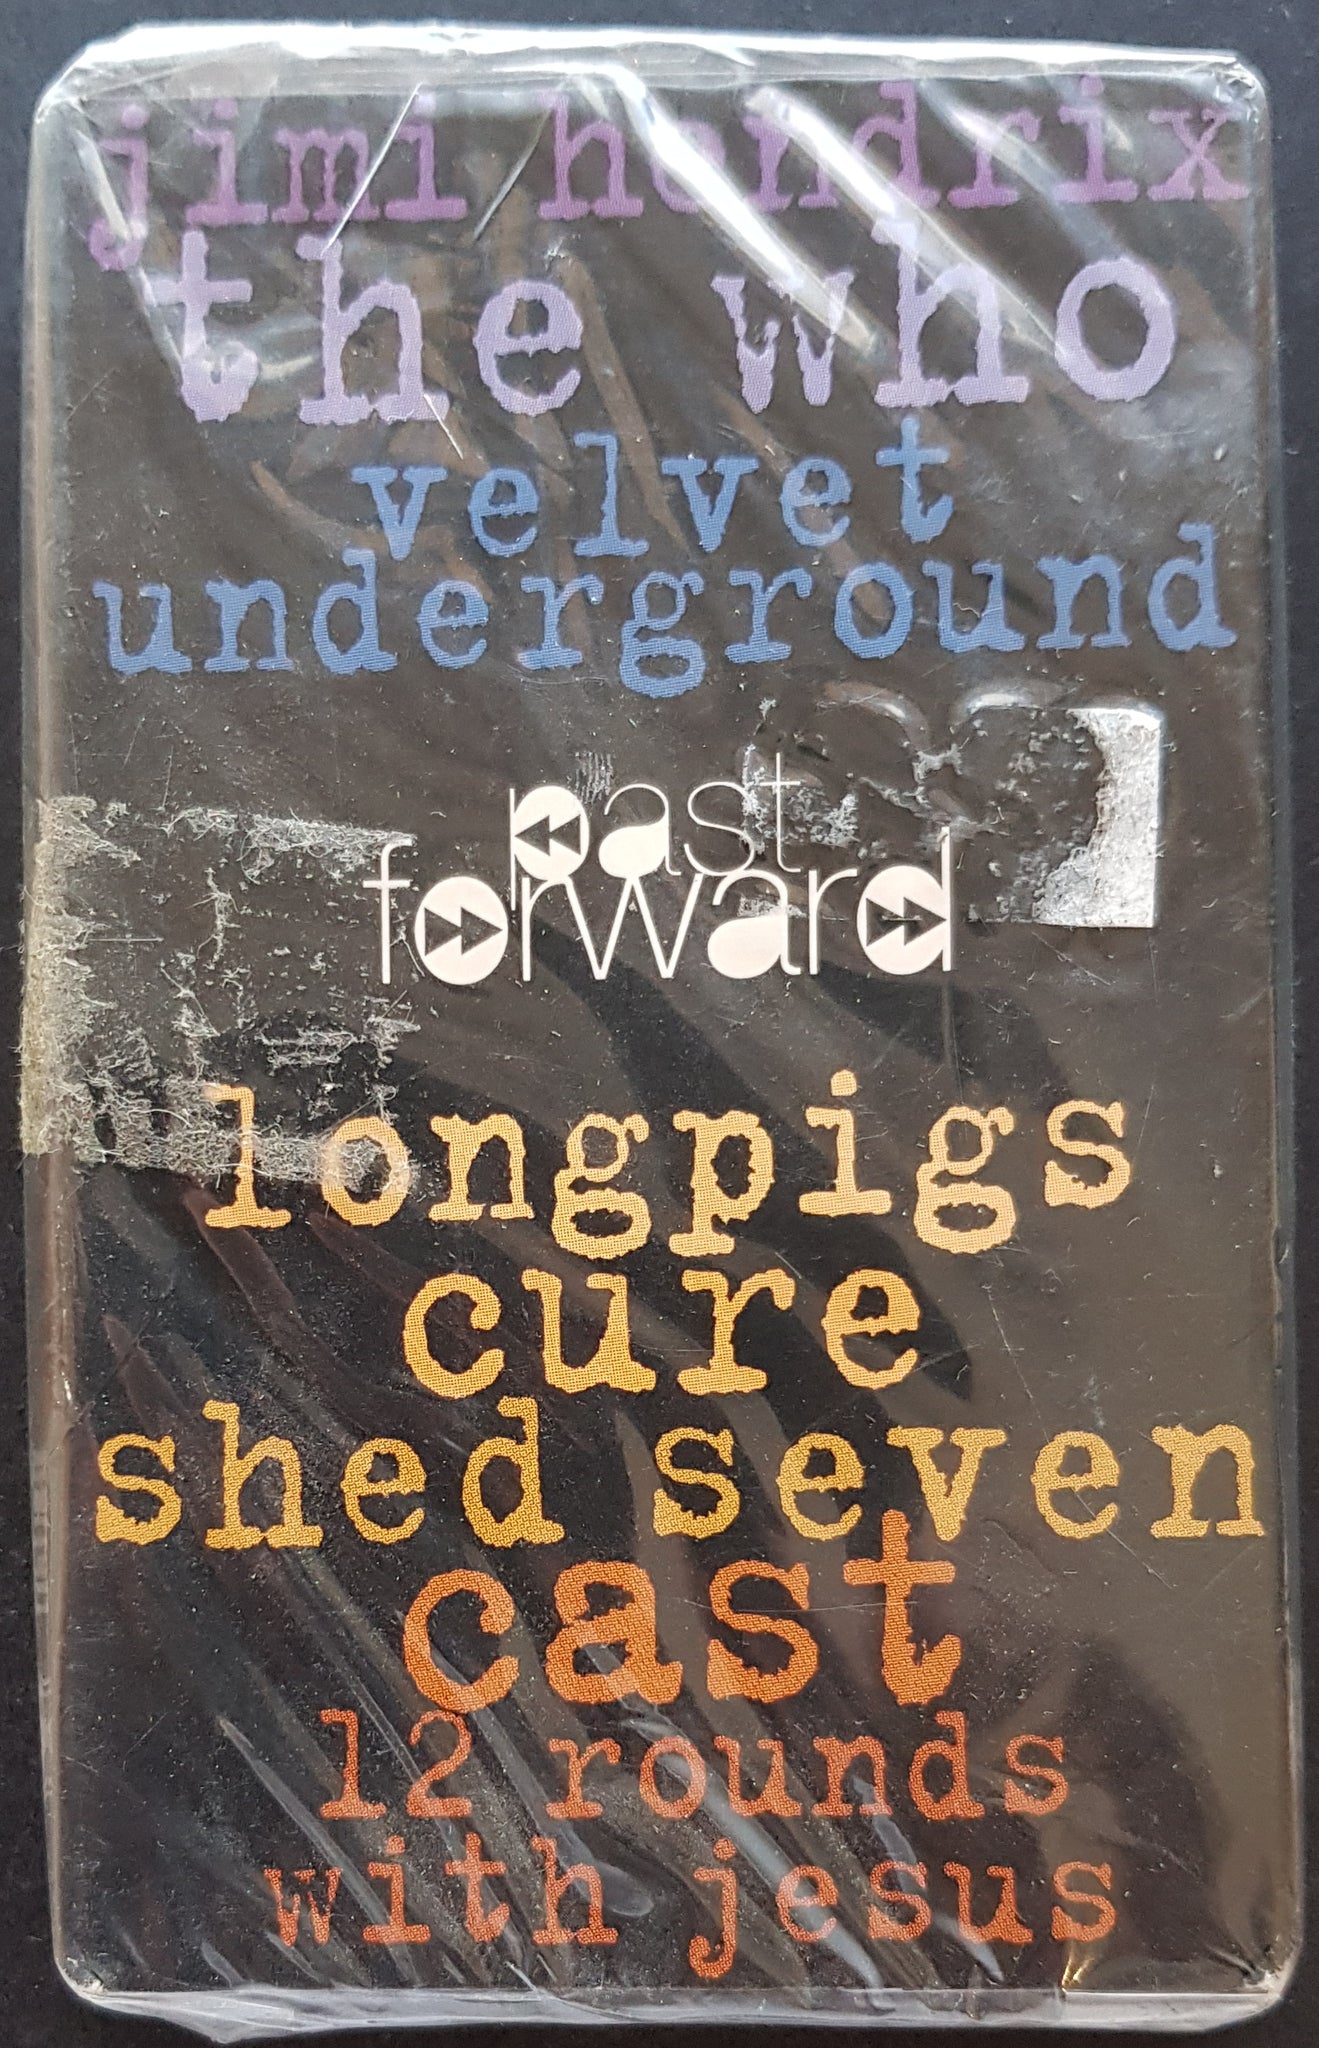 jimi hendrix
the who
velvet
underground
past
forward
longpigs
cure
shed seven
cast
12 rounds
with jesus